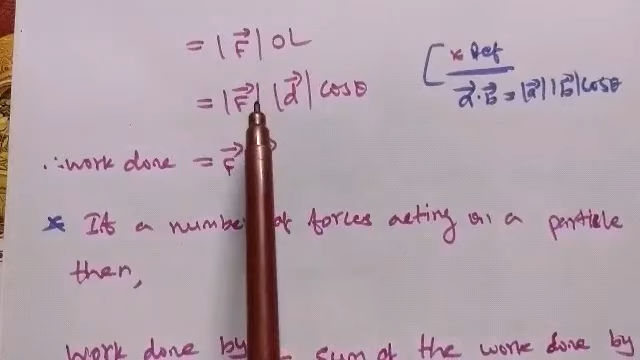 = |F⃗| OL
= |F⃗| |d⃗| cosθ
* Def
a⃗ . b⃗ = |a⃗| |b⃗| cosθ
∴ work done = F⃗
* If a number of forces acting on a particle
then,
work done by = sum of the work done by